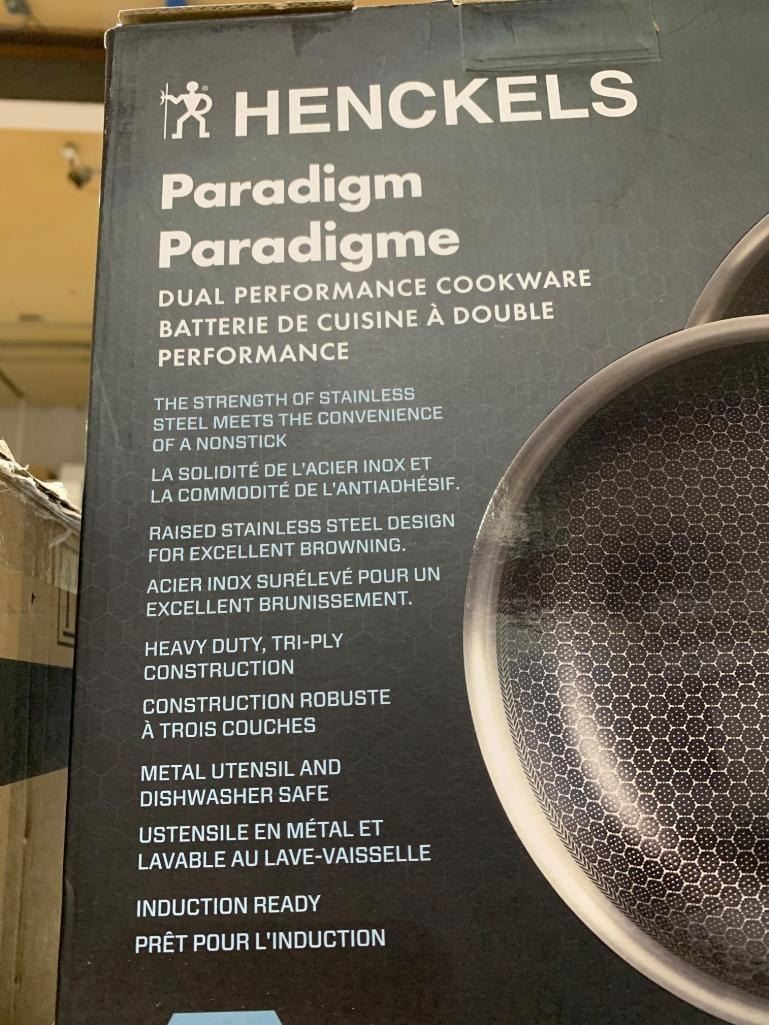 HENCKELS
Paradigm
Paradigme
DUAL PERFORMANCE COOKWARE
BATTERIE DE CUISINE À DOUBLE
PERFORMANCE
THE STRENGTH OF STAINLESS
STEEL MEETS THE CONVENIENCE
OF A NONSTICK
LA SOLIDITÉ DE L'ACIER INOX ET
LA COMMODITÉ DE L'ANTIADHÉSIF.
RAISED STAINLESS STEEL DESIGN
FOR EXCELLENT BROWNING.
ACIER INOX SURÉLEVÉ POUR UN
EXCELLENT BRUNISSEMENT.
HEAVY DUTY, TRI-PLY
CONSTRUCTION
CONSTRUCTION ROBUSTE
À TROIS COUCHES
METAL UTENSIL AND
DISHWASHER SAFE
USTENSILE EN MÉTAL ET
LAVABLE AU LAVE-VAISSELLE
INDUCTION READY
PRÊT POUR L'INDUCTION